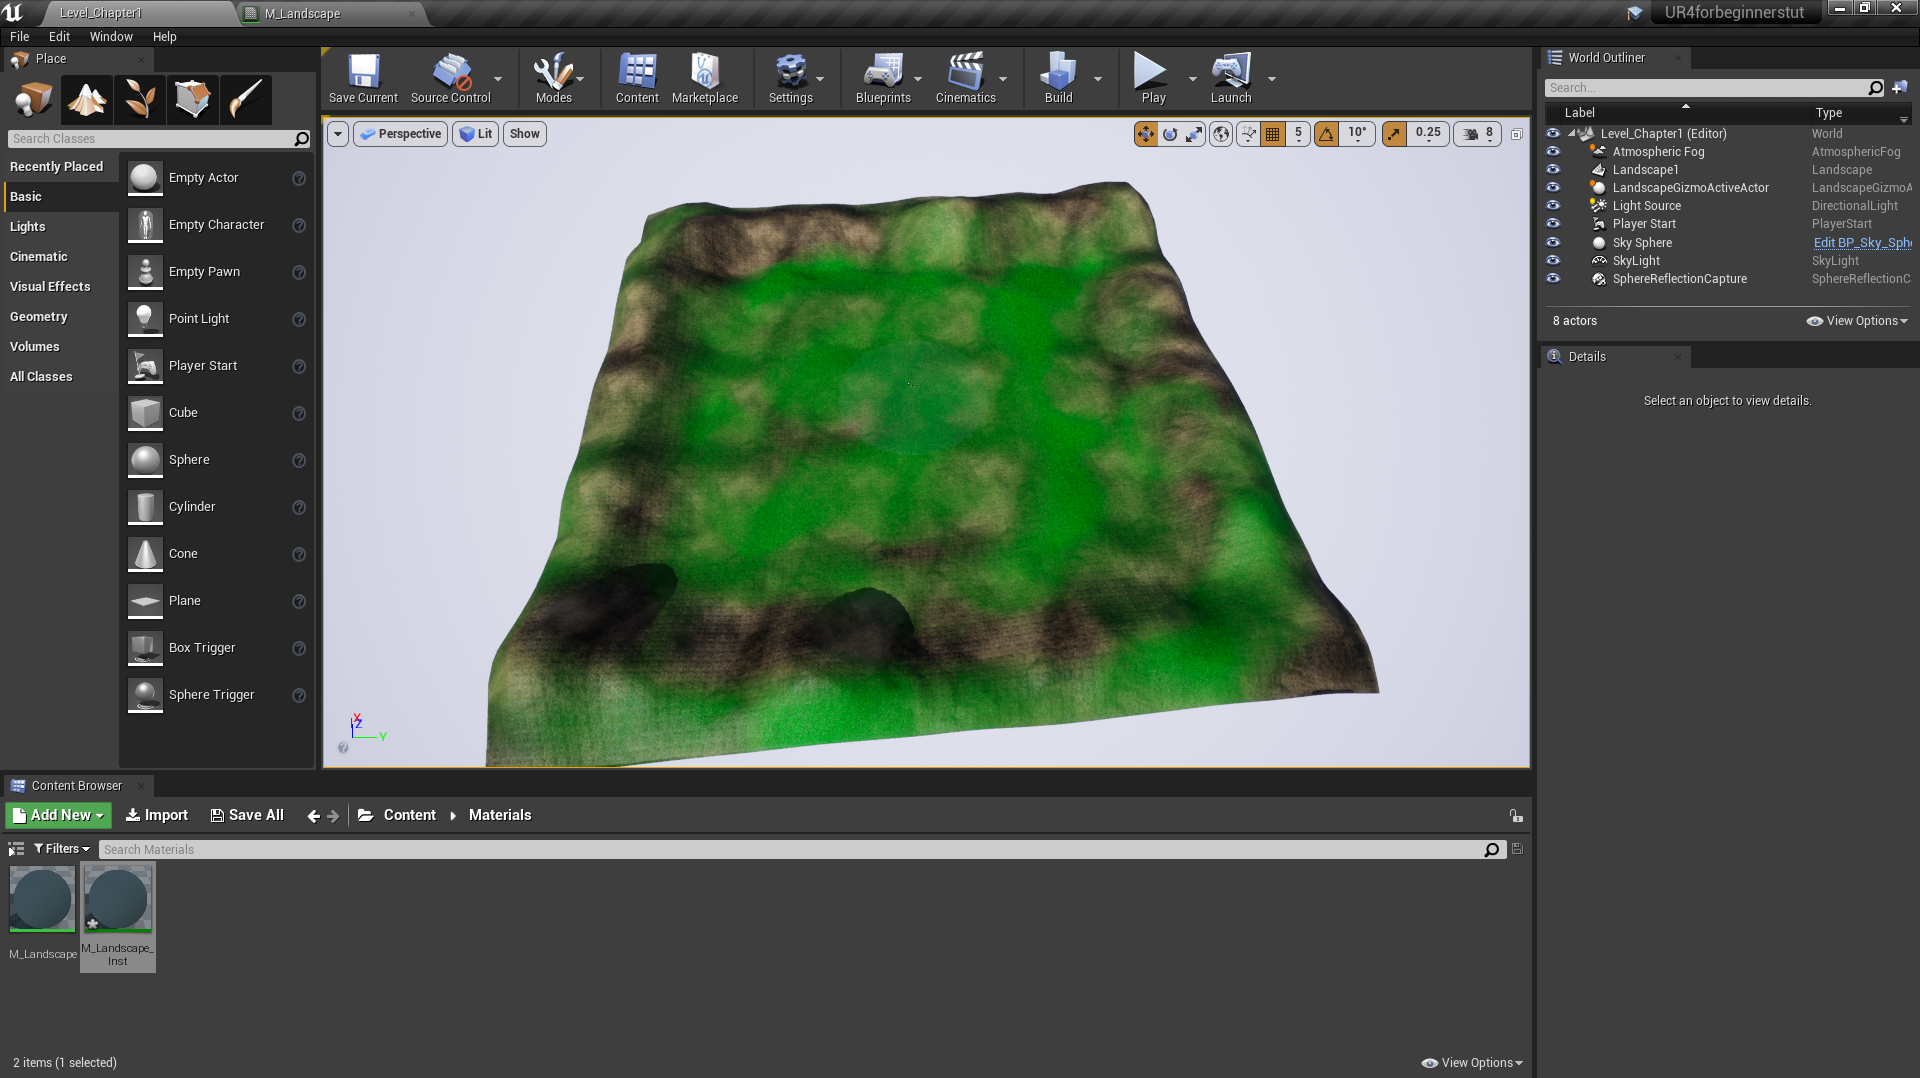 Level_Chapter1
M_Landscape
UR4forbeginnerstut
File Edit Window Help
Place
Search Classes
Recently Placed
Basic
Lights
Cinematic
Visual Effects
Geometry
Volumes
All Classes
Empty Actor
Empty Character
Empty Pawn
Point Light
Player Start
Cube
Sphere
Cylinder
Cone
Plane
Box Trigger
Sphere Trigger
Save Current
Source Control
Modes
Content
Marketplace
Settings
Blueprints
Cinematics
Build
Play
Launch
Perspective
Lit
Show
5
10°
0.25
8
X
Z
Y
World Outliner
Search...
Label Type
Level_Chapter1 (Editor) World
Atmospheric Fog AtmosphericFog
Landscape1 Landscape
LandscapeGizmoActiveActor LandscapeGizmoA
Light Source DirectionalLight
Player Start PlayerStart
Sky Sphere Edit BP_Sky_Sphe
SkyLight SkyLight
SphereReflectionCapture SphereReflectionC
8 actors
View Options
Details
Select an object to view details.
Content Browser
Add New
Import
Save All
Content
Materials
Filters
Search Materials
M_Landscape
M_Landscape_
Inst
2 items (1 selected)
View Options